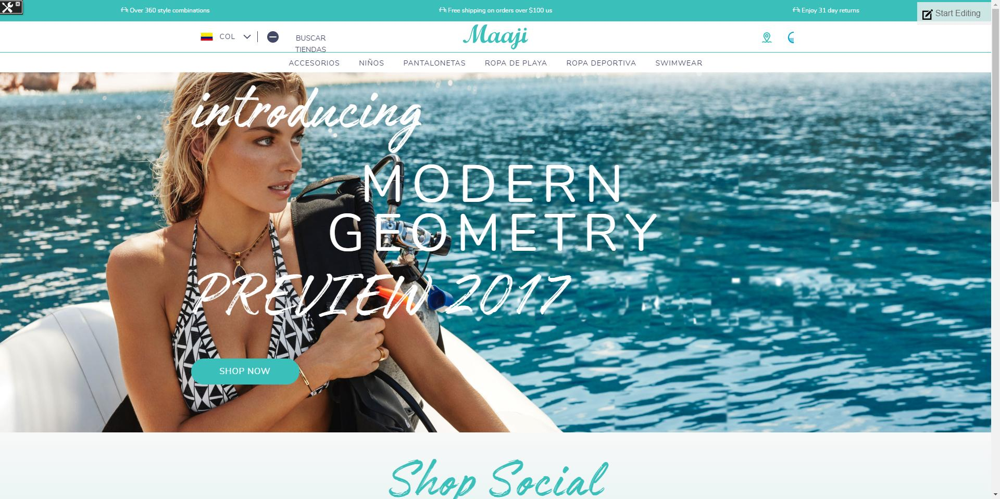 Over 360 style combinations
Free shipping on orders over $100 us
Enjoy 31 day returns
Start Editing
COL
BUSCAR
TIENDAS
Maaji
ACCESORIOS NIÑOS PANTALONETAS ROPA DE PLAYA ROPA DEPORTIVA SWIMWEAR
introducing
MODERN
GEOMETRY
PREVIEW 2017
SHOP NOW
Shop Social